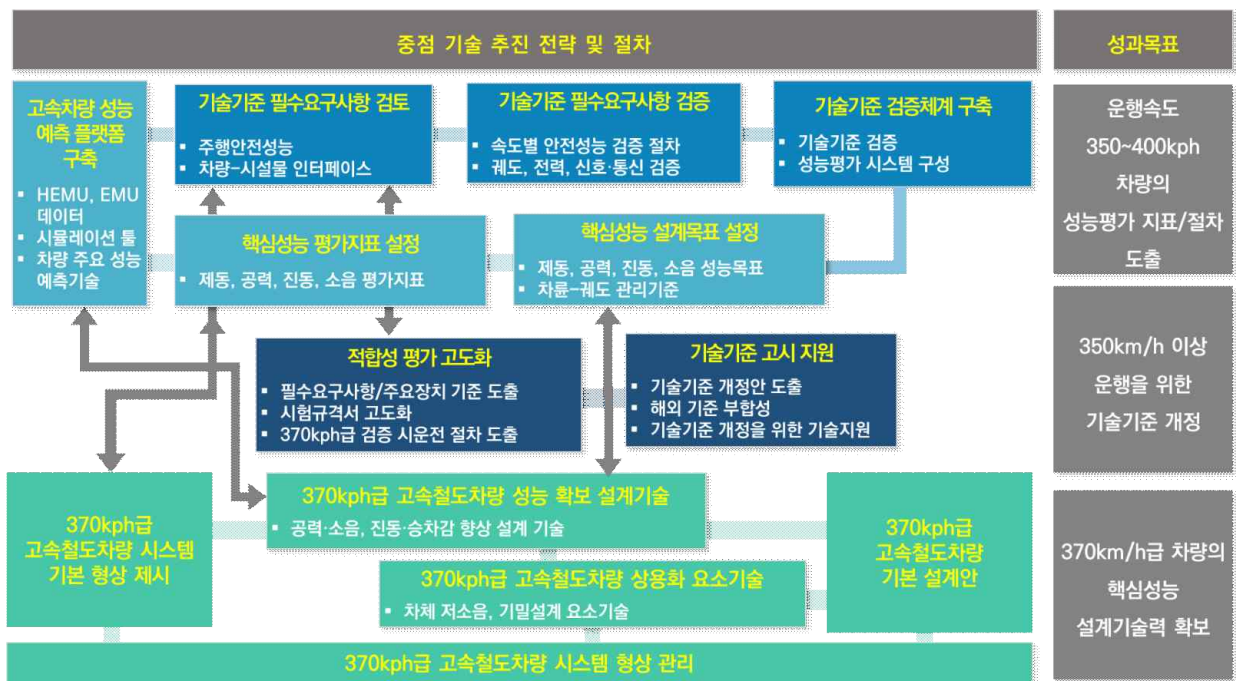 중점 기술 추진 전략 및 절차
성과목표
고속차량 성능
예측 플랫폼
구축
▪ HEMU, EMU
데이터
▪ 시뮬레이션 툴
▪ 차량 주요 성능
예측기술
기술기준 필수요구사항 검토
▪ 주행안전성능
▪ 차량-시설물 인터페이스
기술기준 필수요구사항 검증
▪ 속도별 안전성능 검증 절차
▪ 궤도, 전력, 신호·통신 검증
기술기준 검증체계 구축
▪ 기술기준 검증
▪ 성능평가 시스템 구성
운행속도
350~400kph
차량의
성능평가 지표/절차
도출
핵심성능 평가지표 설정
▪ 제동, 공력, 진동, 소음 평가지표
핵심성능 설계목표 설정
▪ 제동, 공력, 진동, 소음 성능목표
▪ 차륜-궤도 관리기준
적합성 평가 고도화
▪ 필수요구사항/주요장치 기준 도출
▪ 시험규격서 고도화
▪ 370kph급 검증 시운전 절차 도출
기술기준 고시 지원
▪ 기술기준 개정안 도출
▪ 해외 기준 부합성
▪ 기술기준 개정을 위한 기술지원
350km/h 이상
운행을 위한
기술기준 개정
370kph급
고속철도차량 시스템
기본 형상 제시
370kph급 고속철도차량 성능 확보 설계기술
▪ 공력·소음, 진동·승차감 향상 설계 기술
370kph급 고속철도차량 상용화 요소기술
▪ 차체 저소음, 기밀설계 요소기술
370kph급
고속철도차량
기본 설계안
370km/h급 차량의
핵심성능
설계기술력 확보
370kph급 고속철도차량 시스템 형상 관리